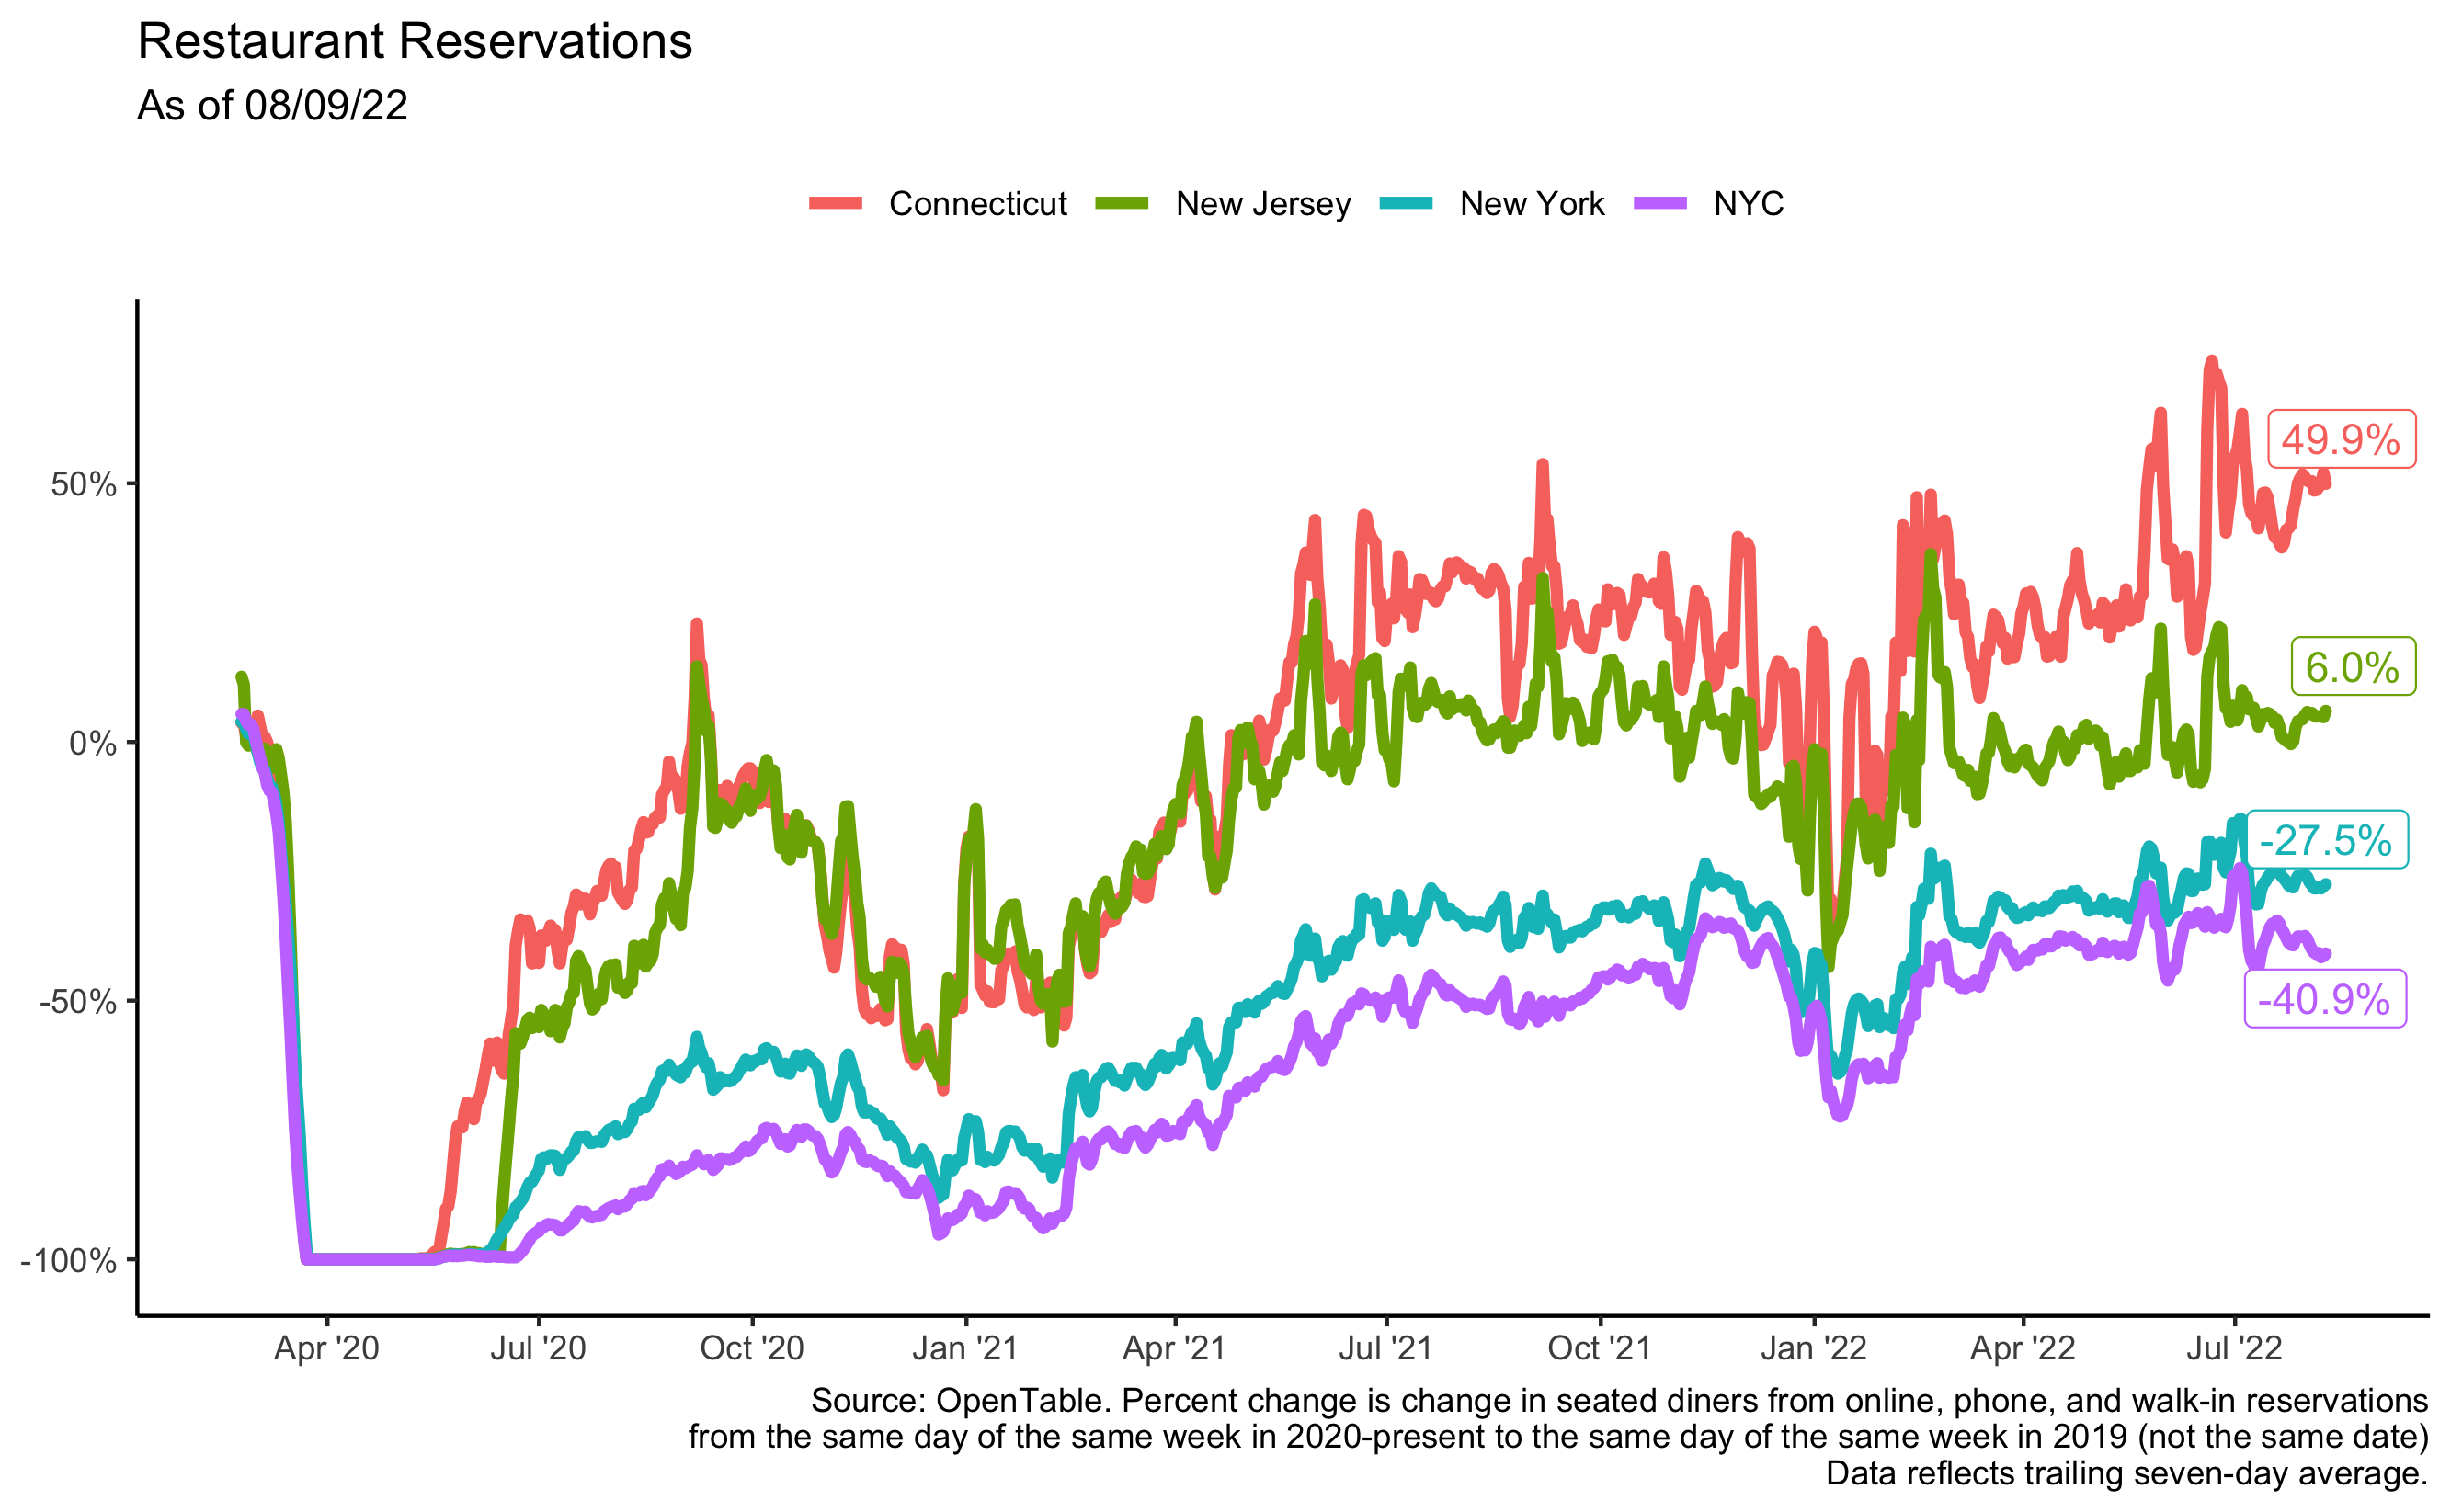 Restaurant Reservations
As of 08/09/22
Connecticut New Jersey New York NYC
50%
0%
-50%
-100%
49.9%
6.0%
-27.5%
-40.9%
Apr '20 Jul '20 Oct '20 Jan '21 Apr '21 Jul '21 Oct '21 Jan '22 Apr '22 Jul '22
Source: OpenTable. Percent change is change in seated diners from online, phone, and walk-in reservations
from the same day of the same week in 2020-present to the same day of the same week in 2019 (not the same date)
Data reflects trailing seven-day average.